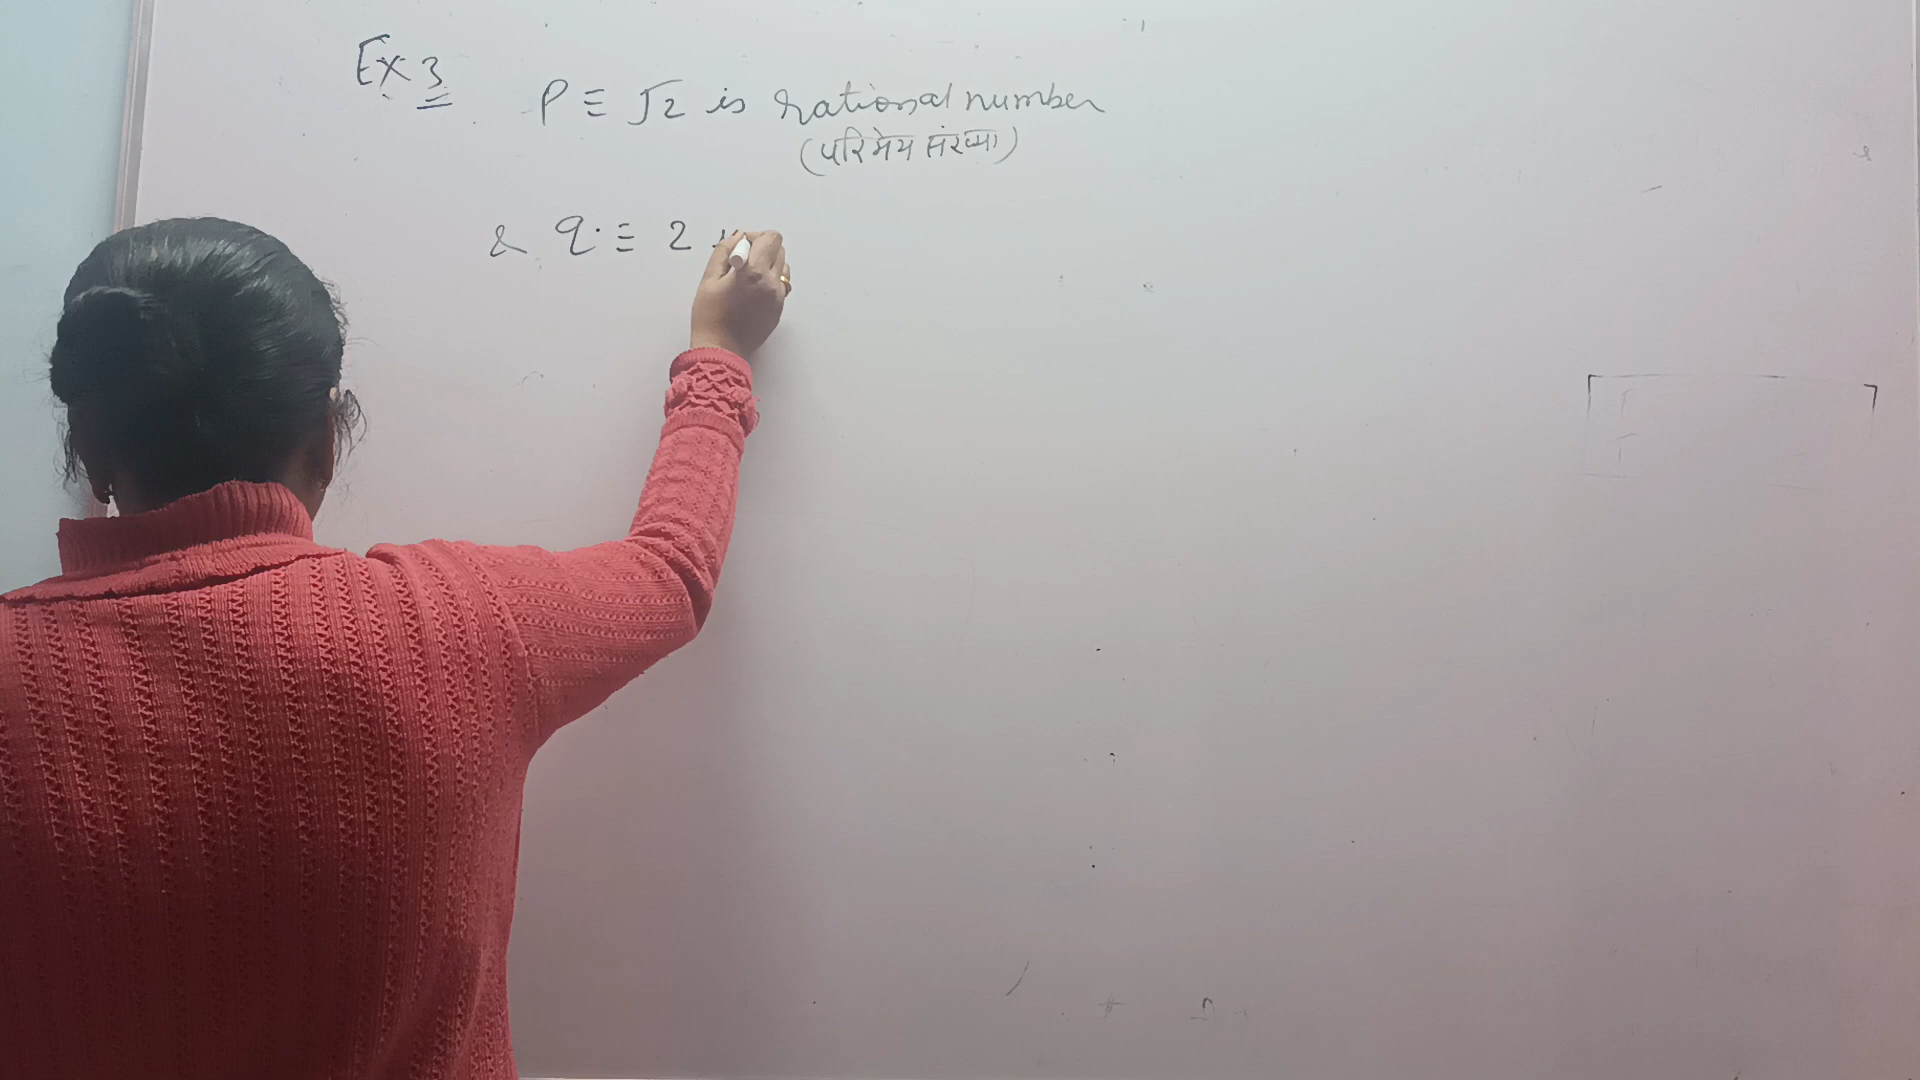 Ex 3
P ≡ √2 is rational number
(परिमेय संख्या)
& q ≡ 2